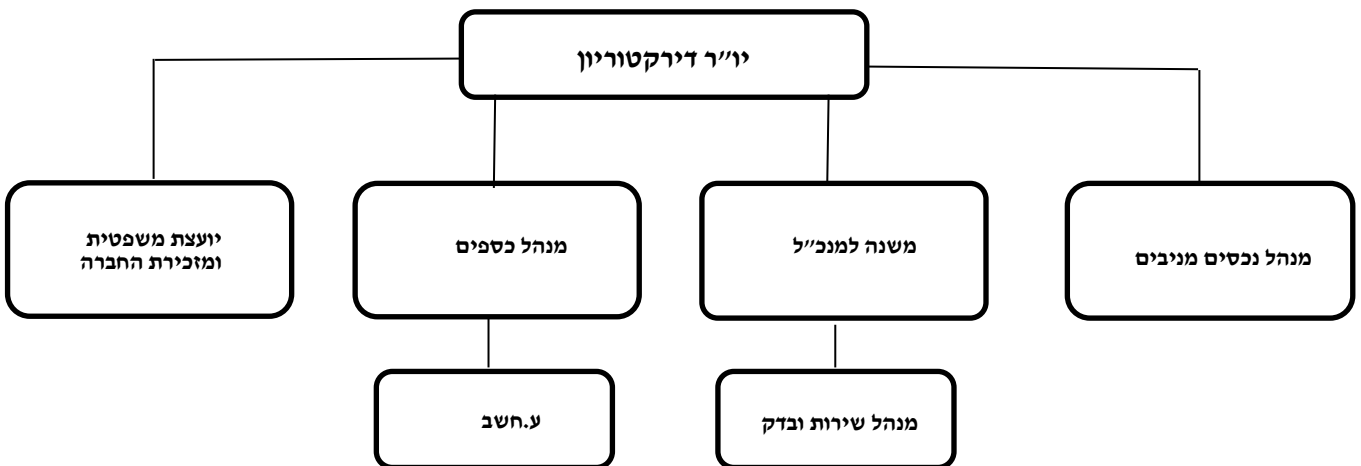 יו״ר דירקטוריון
מנהל נכסים מניבים
משנה למנכ״ל
מנהל כספים
יועצת משפטית
ומזכירת החברה
מנהל שירות ובדק
ע.חשב